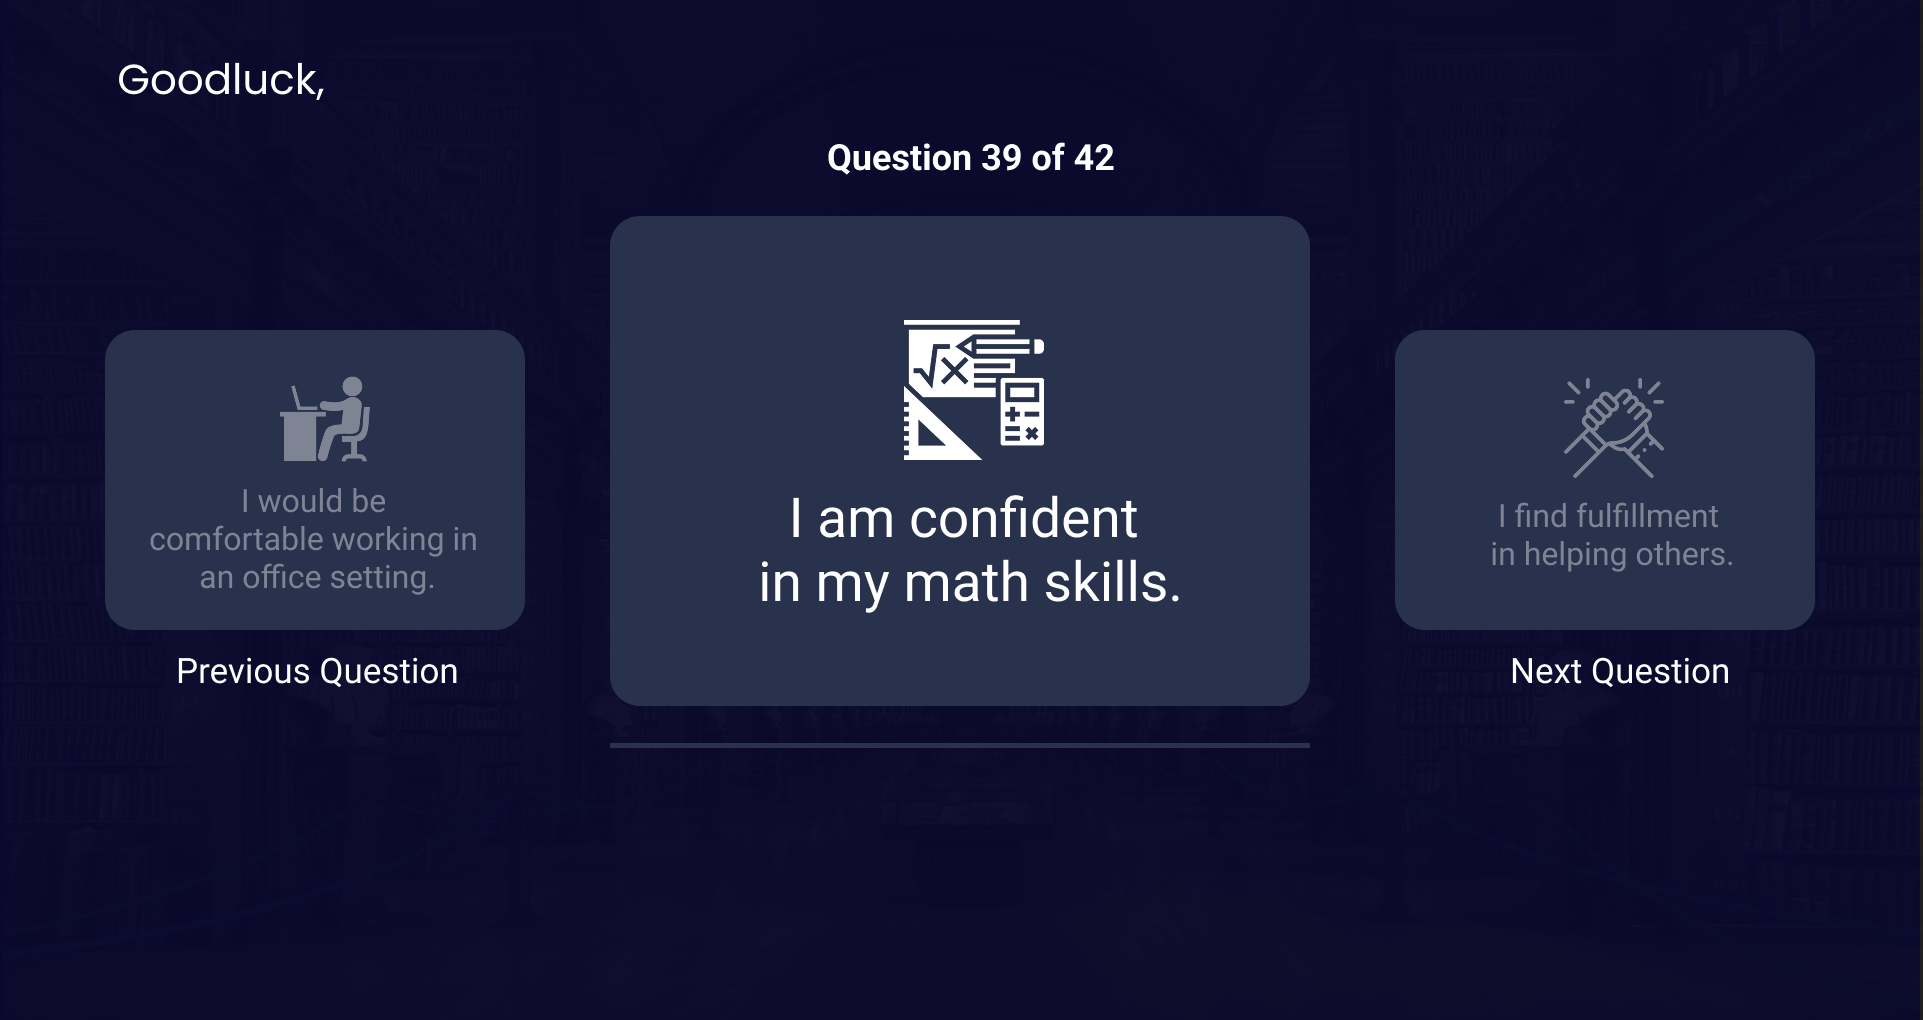 Goodluck,
Question 39 of 42
I would be
comfortable working in
an office setting.
Previous Question
I am confident
in my math skills.
I find fulfillment
in helping others.
Next Question